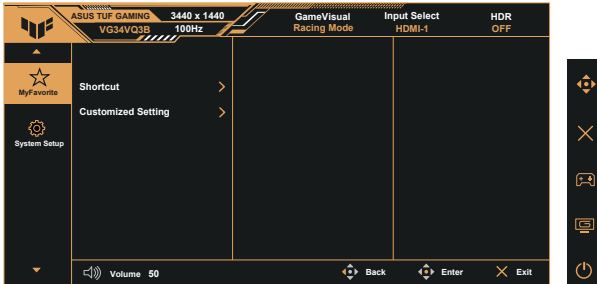 ASUS TUF GAMING 3440 x 1440 GameVisual Input Select HDR
VG34VQ3B 100Hz Racing Mode HDMI-1 OFF
MyFavorite
Shortcut
Customized Setting
System Setup
Volume 50 Back Enter Exit